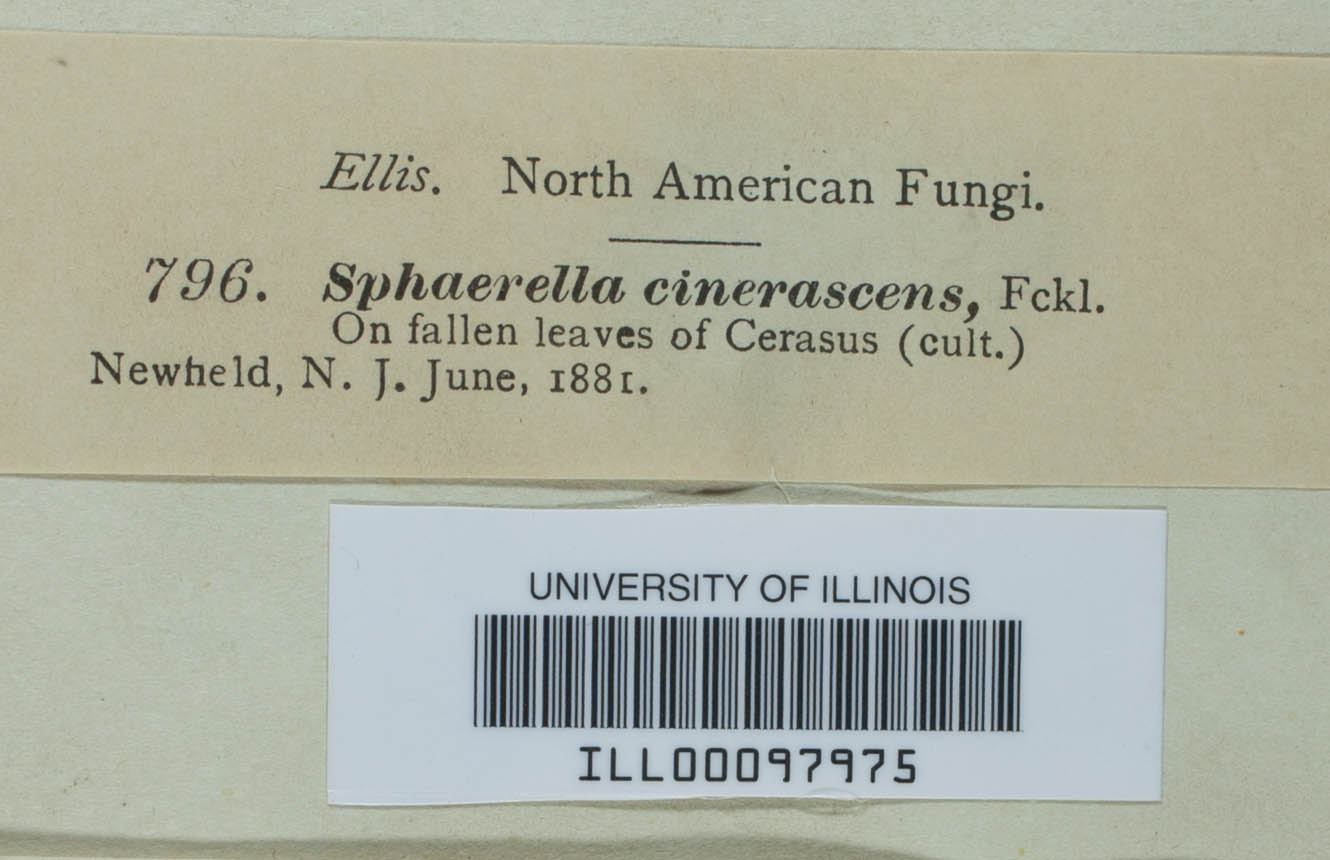 Ellis. North American Fungi.
796. Sphaerella cinerascens, Fckl.
On fallen leaves of Cerasus (cult.)
Newheld, N. J. June, 1881.
UNIVERSITY OF ILLINOIS
ILL00097975